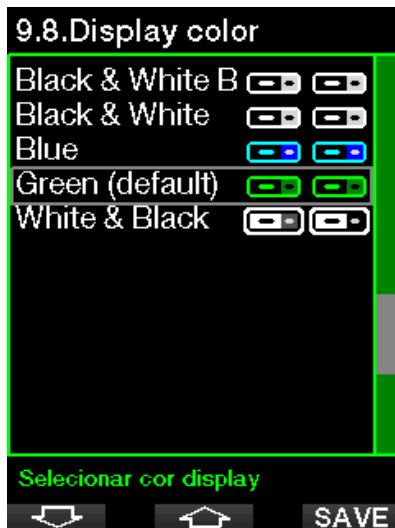 9.8.Display color
Black & White B
Black & White
Blue
Green (default)
White & Black
Selecionar cor display
SAVE